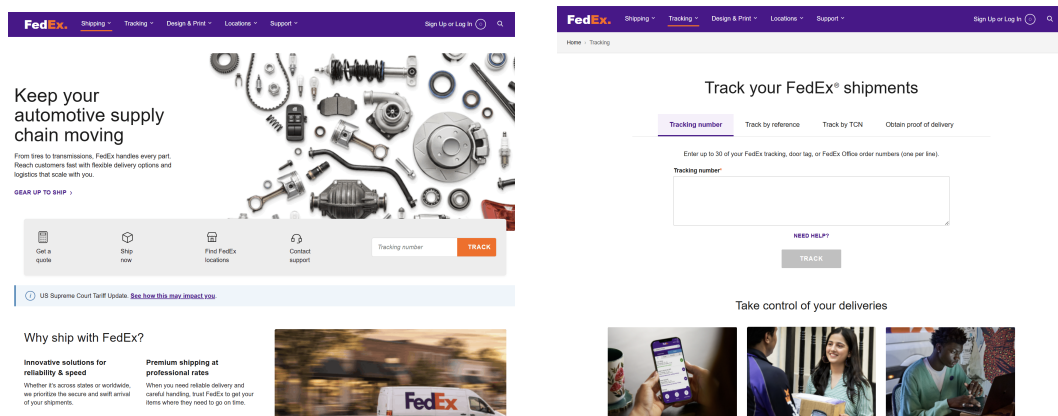 FedEx.
Shipping
Tracking
Design & Print
Locations
Support
Sign Up or Log In
Keep your
automotive supply
chain moving
From tires to transmissions, FedEx handles every part.
Reach customers fast with flexible delivery options and
logistics that scale with you.
GEAR UP TO SHIP >
Get a
quote
Ship
now
Find FedEx
locations
Contact
support
Tracking number
TRACK
US Supreme Court Tariff Update. See how this may impact you.
Why ship with FedEx?
Innovative solutions for
reliability & speed
Whether it's across states or worldwide,
we prioritize the secure and swift arrival
of your shipments.
Premium shipping at
professional rates
When you need reliable delivery and
careful handling, trust FedEx to get your
items where they need to go on time.
FedEx
FedEx.
Shipping
Tracking
Design & Print
Locations
Support
Sign Up or Log In
Home > Tracking
Track your FedEx® shipments
Tracking number
Track by reference
Track by TCN
Obtain proof of delivery
Enter up to 30 of your FedEx tracking, door tag, or FedEx Office order numbers (one per line).
Tracking number*
NEED HELP?
TRACK
Take control of your deliveries